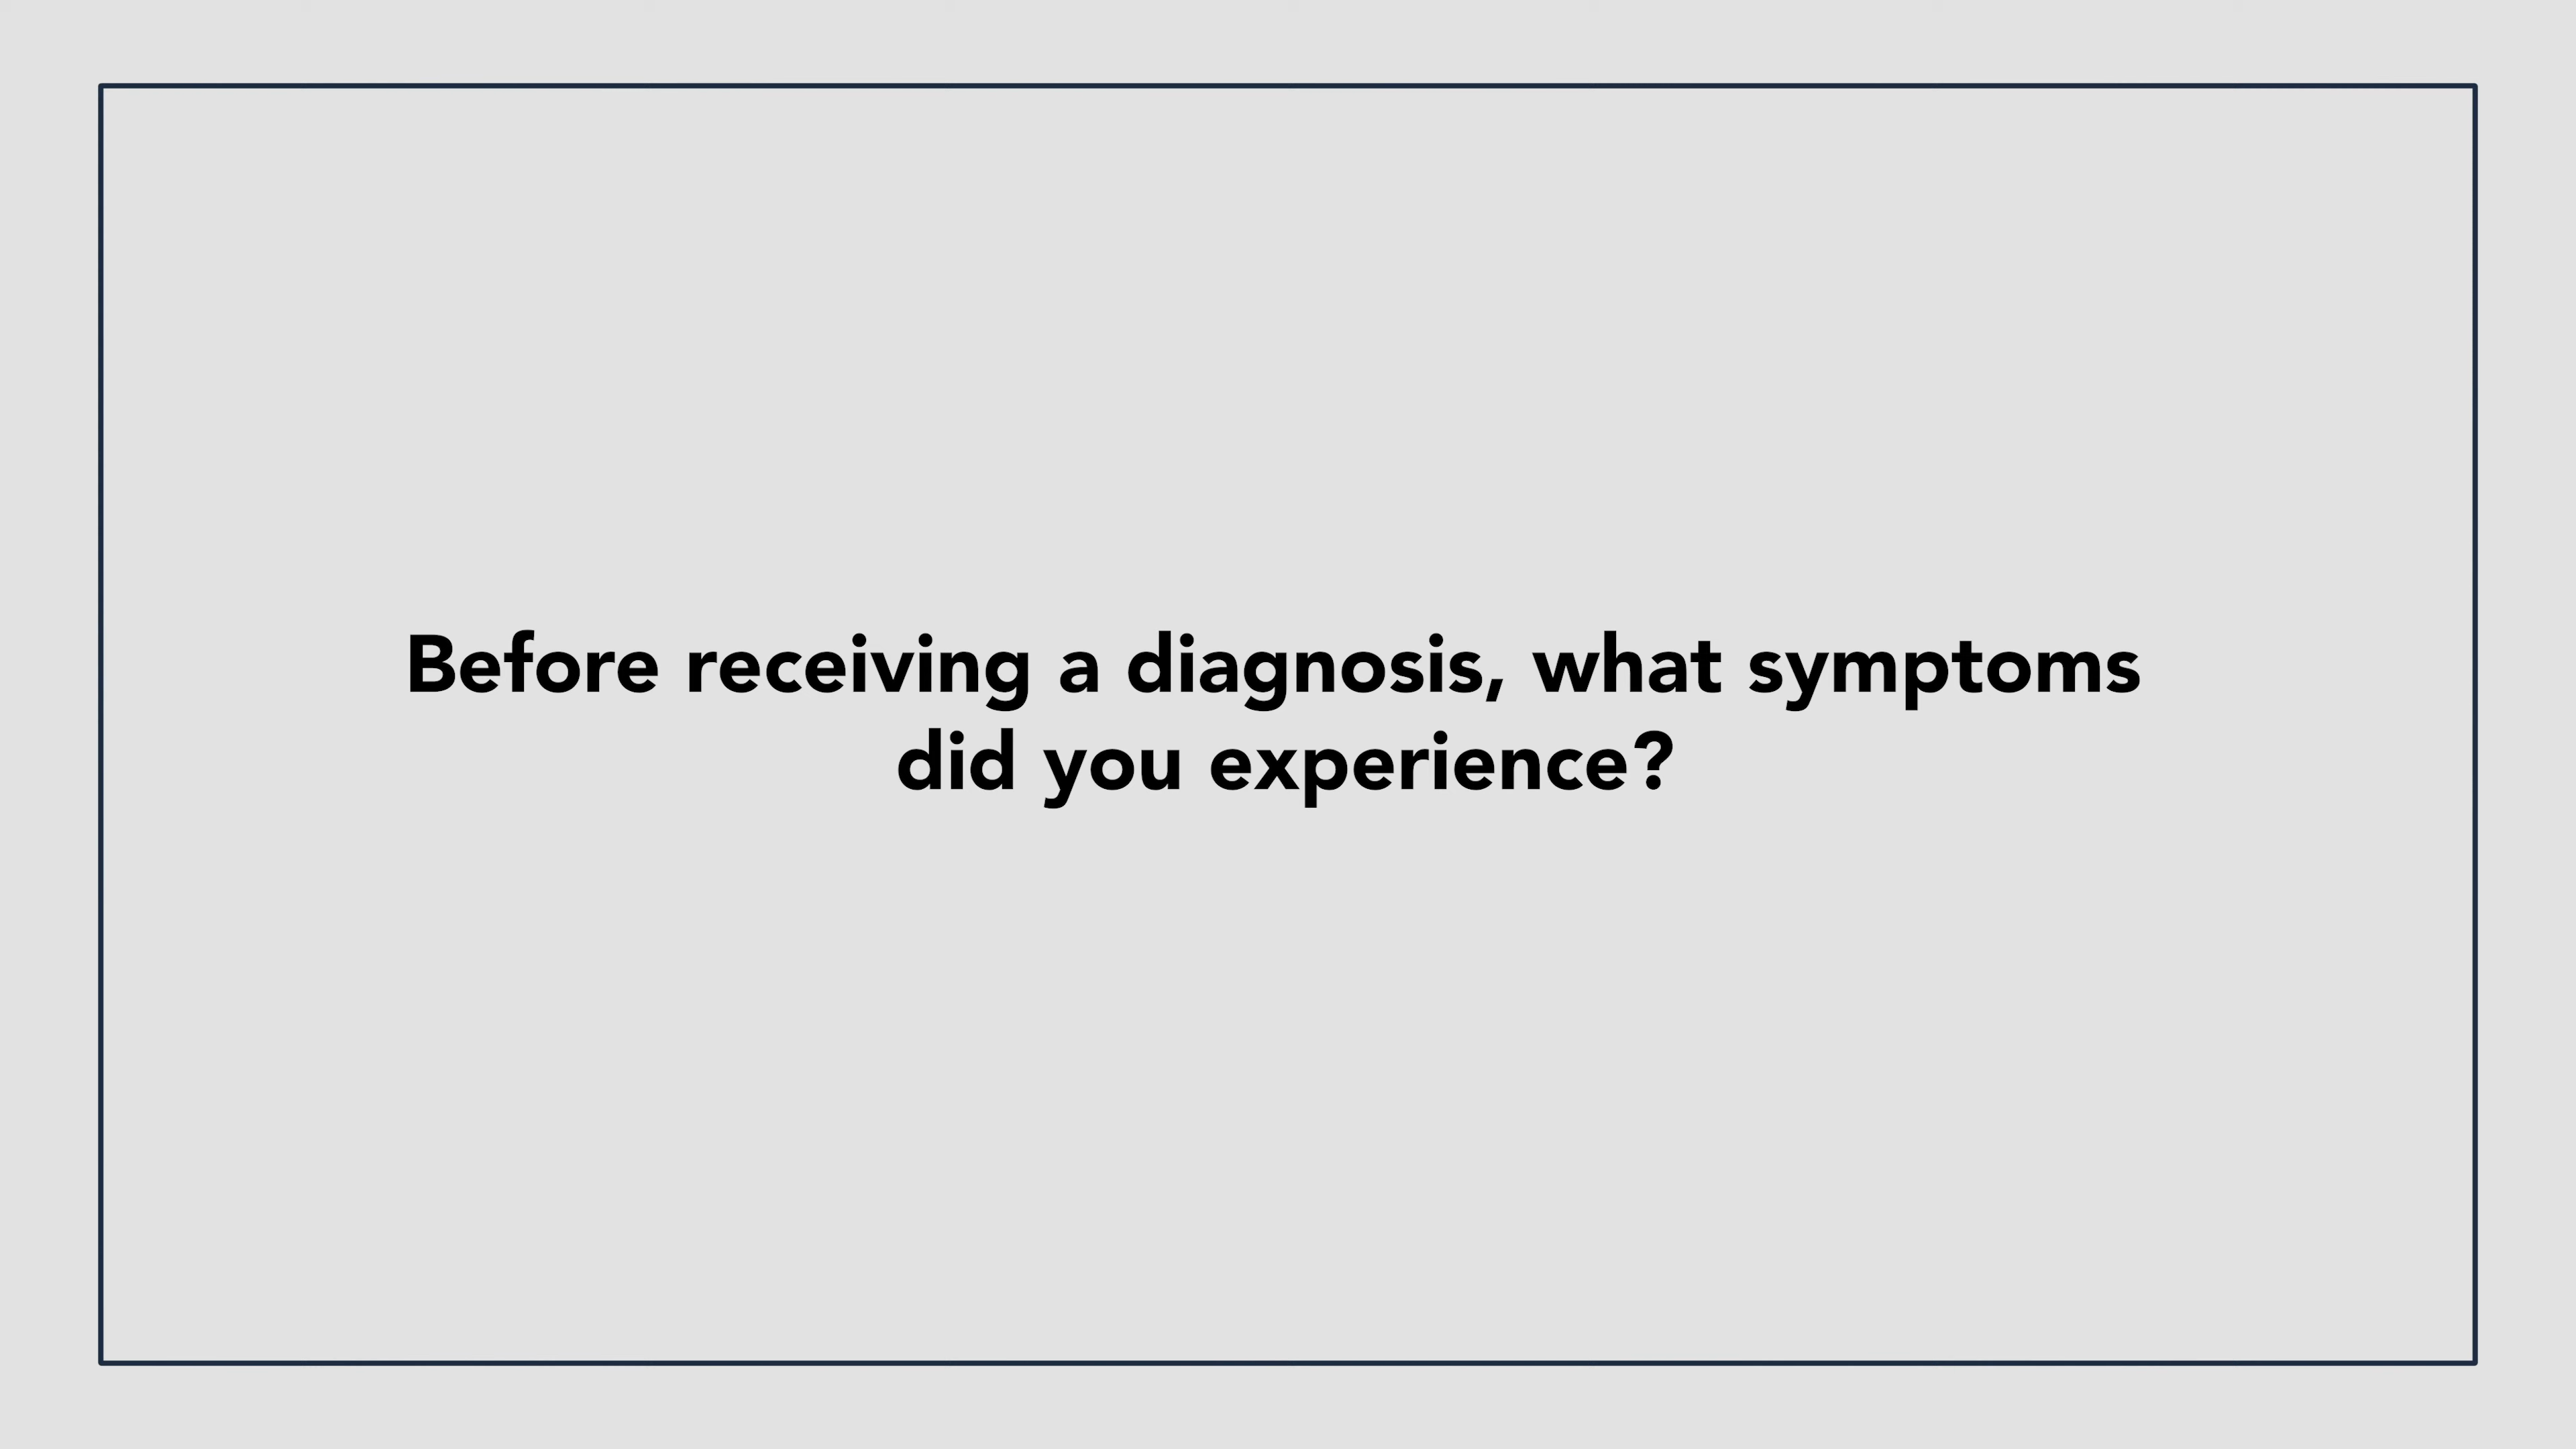 Before receiving a diagnosis, what symptoms
did you experience?